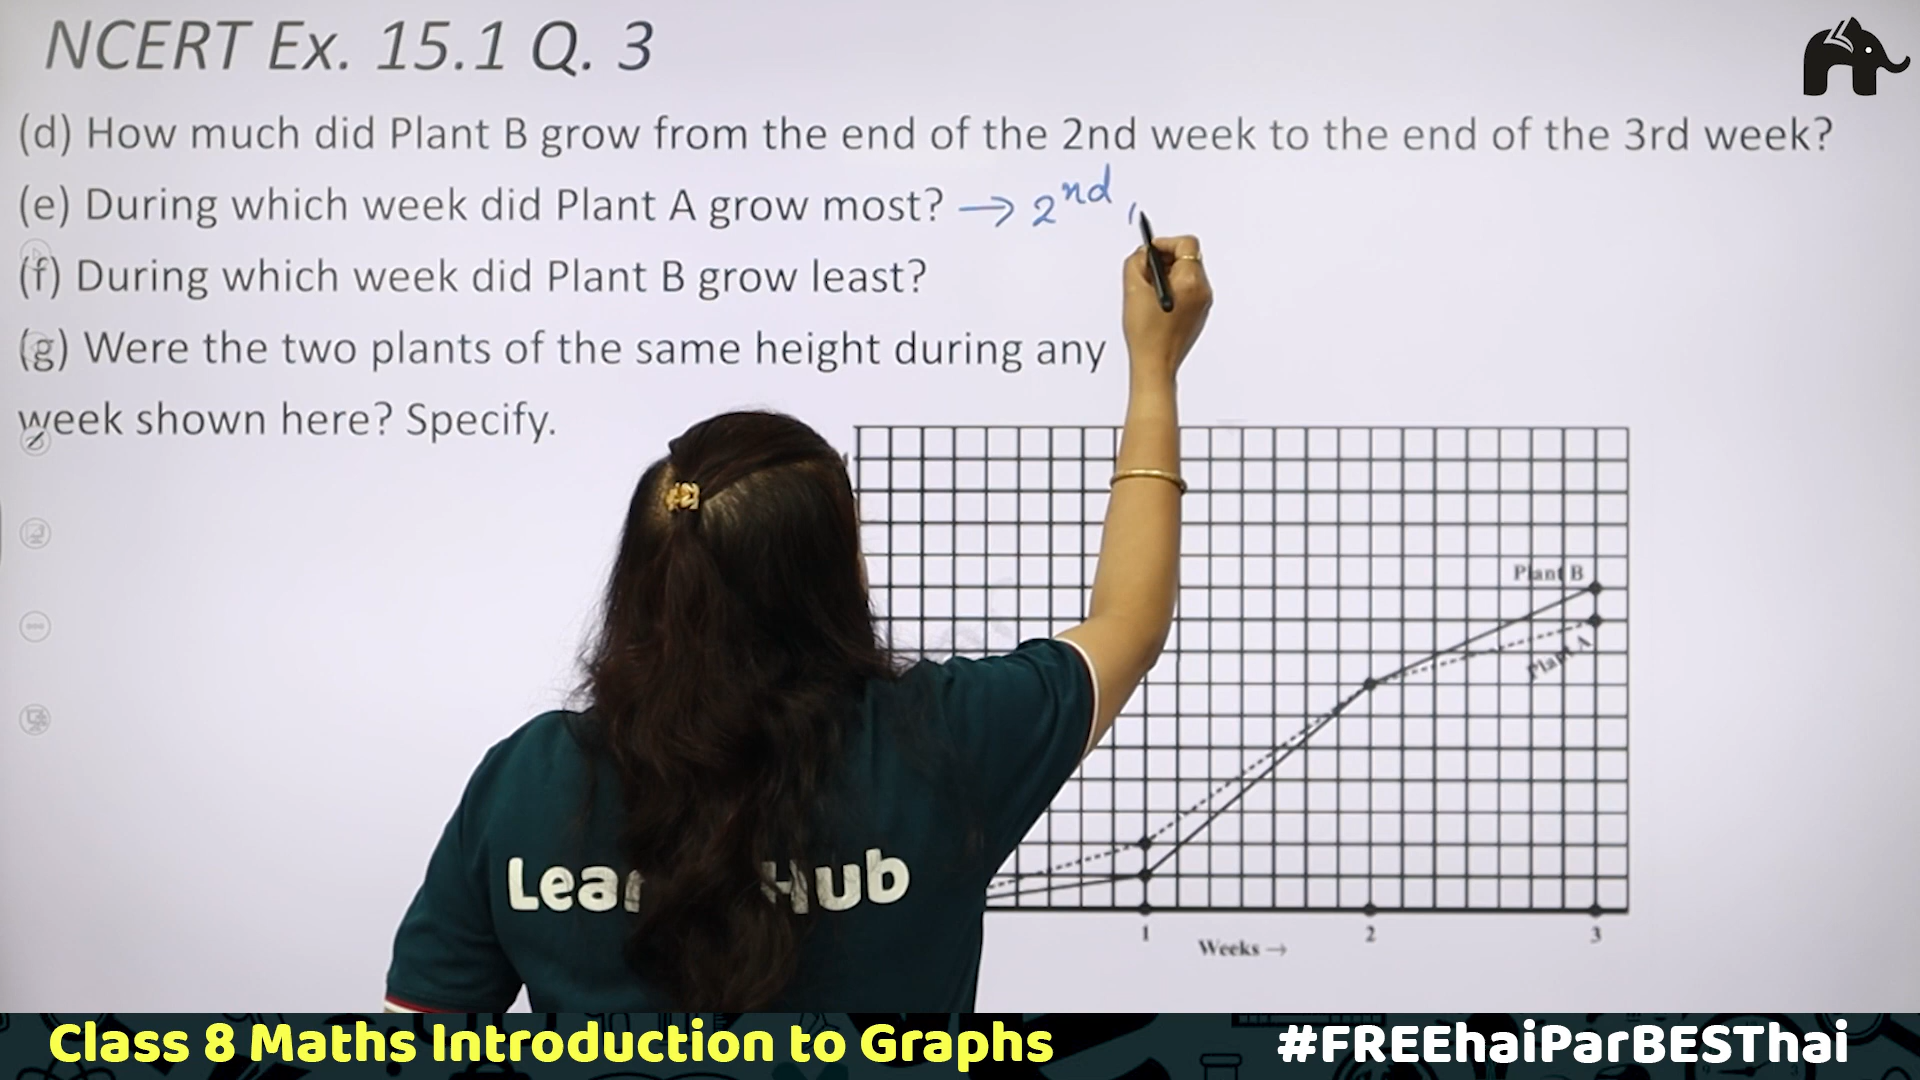 NCERT Ex. 15.1 Q. 3
(d) How much did Plant B grow from the end of the 2nd week to the end of the 3rd week?
(e) During which week did Plant A grow most? → 2nd
(f) During which week did Plant B grow least?
(g) Were the two plants of the same height during any
week shown here? Specify.
Plant B
Plant A
1 2 3
Weeks →
Hub
Class 8 Maths Introduction to Graphs
#FREEhaiParBESThai